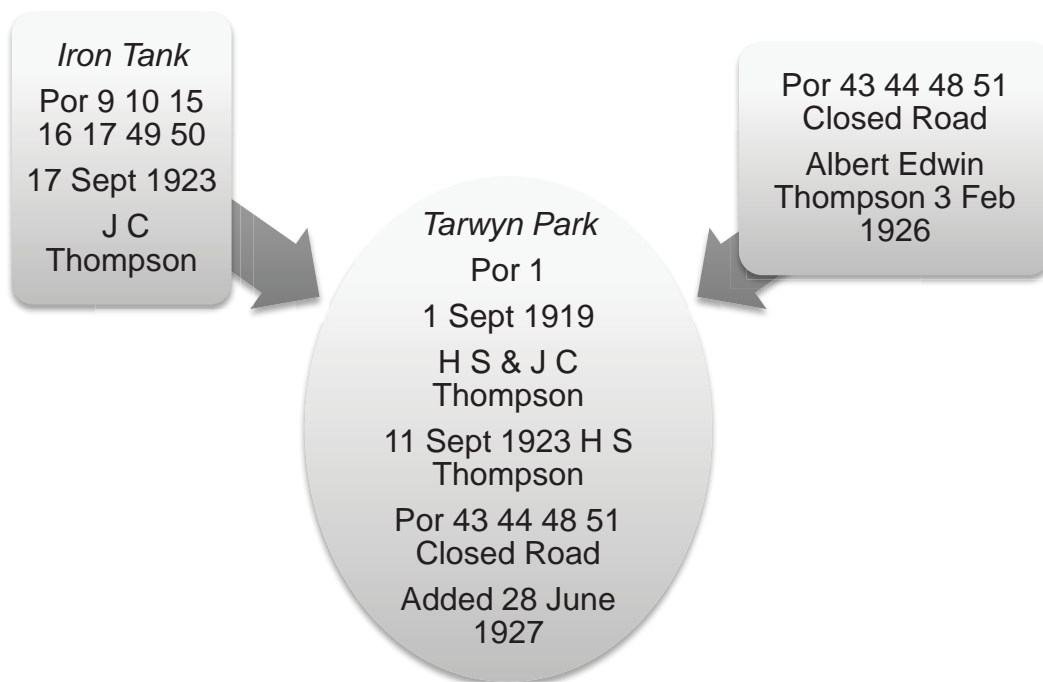 Iron Tank
Por 9 10 15
16 17 49 50
17 Sept 1923
J C
Thompson
Por 43 44 48 51
Closed Road
Albert Edwin
Thompson 3 Feb
1926
Tarwyn Park
Por 1
1 Sept 1919
H S & J C
Thompson
11 Sept 1923 H S
Thompson
Por 43 44 48 51
Closed Road
Added 28 June
1927